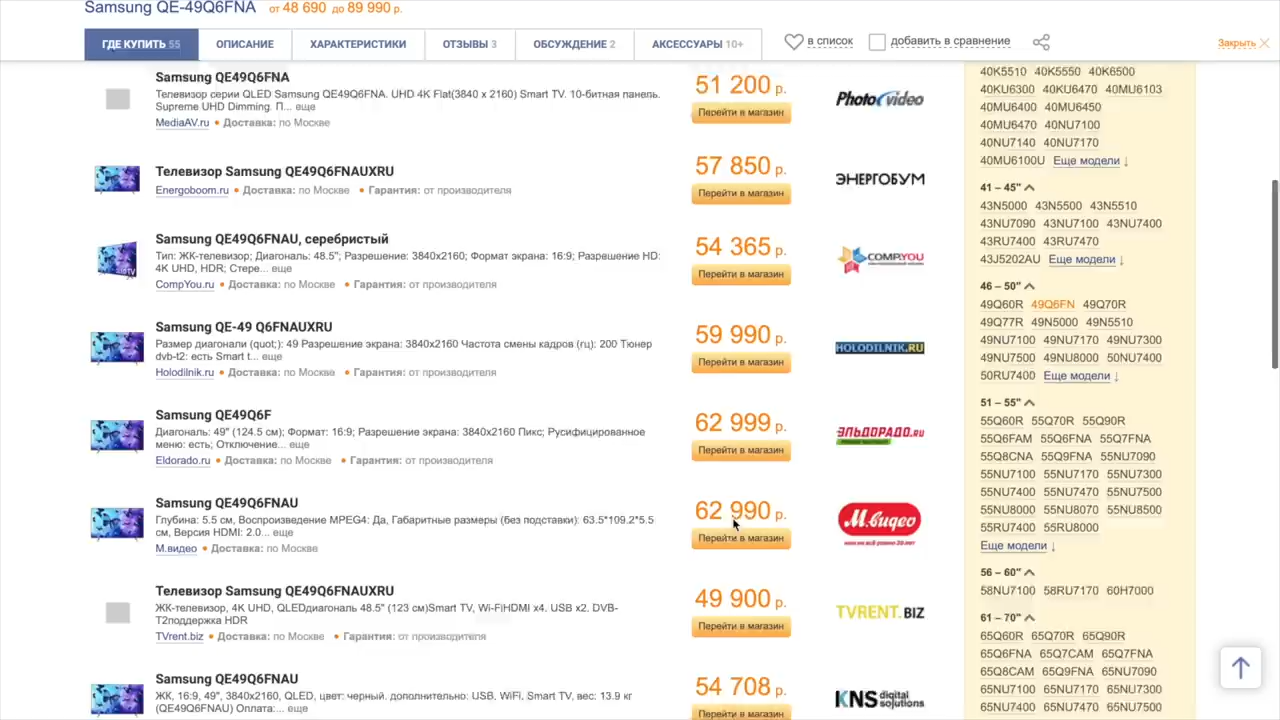 Samsung QE-49Q6FNA от 48 690 до 89 990 р.
ГДЕ КУПИТЬ 55 ОПИСАНИЕ ХАРАКТЕРИСТИКИ ОТЗЫВЫ 3 ОБСУЖДЕНИЕ 2 АКСЕССУАРЫ 10+ в список добавить в сравнение Закрыть
Samsung QE49Q6FNA
Телевизор серии QLED Samsung QE49Q6FNA. UHD 4K Flat(3840 x 2160) Smart TV. 10-битная панель.
Supreme UHD Dimming. П... еще
MediaAV.ru • Доставка: по Москве
51 200 р.
Перейти в магазин
Photo video
Телевизор Samsung QE49Q6FNAUXRU
Energoboom.ru • Доставка: по Москве • Гарантия: от производителя
57 850 р.
Перейти в магазин
ЭНЕРГОБУМ
Samsung QE49Q6FNAU, серебристый
Тип: ЖК-телевизор; Диагональ: 48.5"; Разрешение: 3840x2160; Формат экрана: 16:9; Разрешение HD:
4K UHD, HDR; Стере... еще
CompYou.ru • Доставка: по Москве • Гарантия: от производителя
54 365 р.
Перейти в магазин
COMPYOU
Samsung QE-49 Q6FNAUXRU
Размер диагонали (quot;): 49 Разрешение экрана: 3840x2160 Частота смены кадров (гц): 200 Тюнер
dvb-t2: есть Smart t... еще
Holodilnik.ru • Доставка: по Москве • Гарантия: от производителя
59 990 р.
Перейти в магазин
HOLODILNIK.RU
Samsung QE49Q6F
Диагональ: 49" (124.5 см); Формат: 16:9; Разрешение экрана: 3840x2160 Пикс; Русифицированное
меню: есть; Отключение... еще
Eldorado.ru • Доставка: по Москве • Гарантия: от производителя
62 999 р.
Перейти в магазин
ЭЛЬДОРАДО.RU
Samsung QE49Q6FNAU
Глубина: 5.5 см, Воспроизведение MPEG4: Да, Габаритные размеры (без подставки): 63.5*109.2*5.5
см, Версия HDMI: 2.0... еще
М.видео • Доставка: по Москве
62 990 р.
Перейти в магазин
М.видео
Телевизор Samsung QE49Q6FNAUXRU
ЖК-телевизор, 4K UHD, QLEDдиагональ 48.5" (123 см)Smart TV, Wi-FiHDMI x4. USB x2. DVB-
T2поддержка HDR
TVrent.biz • Доставка: по Москве • Гарантия: от производителя
49 900 р.
Перейти в магазин
TVRENT.BIZ
Samsung QE49Q6FNAU
ЖК, 16:9, 49", 3840x2160, QLED, цвет: черный. дополнительно: USB, WiFi, Smart TV, вес: 13.9 кг
(QE49Q6FNAU) Оплата:... еще
54 708 р.
Перейти в магазин
KNS digital solutions
40K5510 40K5550 40K6500
40KU6300 40KU6470 40MU6103
40MU6400 40MU6450
40MU6470 40NU7100
40NU7140 40NU7170
40MU6100U Еще модели ↓
41 – 45"
43N5000 43N5500 43N5510
43NU7090 43NU7100 43NU7400
43RU7400 43RU7470
43J5202AU Еще модели ↓
46 – 50"
49Q60R 49Q6FN 49Q70R
49Q77R 49N5000 49N5510
49NU7100 49NU7170 49NU7300
49NU7500 49NU8000 50NU7400
50RU7400 Еще модели ↓
51 – 55"
55Q60R 55Q70R 55Q90R
55Q6FAM 55Q6FNA 55Q7FNA
55Q8CNA 55Q9FNA 55NU7090
55NU7100 55NU7170 55NU7300
55NU7400 55NU7470 55NU7500
55NU8000 55NU8070 55NU8500
55RU7400 55RU8000
Еще модели ↓
56 – 60"
58NU7100 58RU7170 60H7000
61 – 70"
65Q60R 65Q70R 65Q90R
65Q6FNA 65Q7CAM 65Q7FNA
65Q8CAM 65Q9FNA 65NU7090
65NU7100 65NU7170 65NU7300
65NU7400 65NU7470 65NU7500